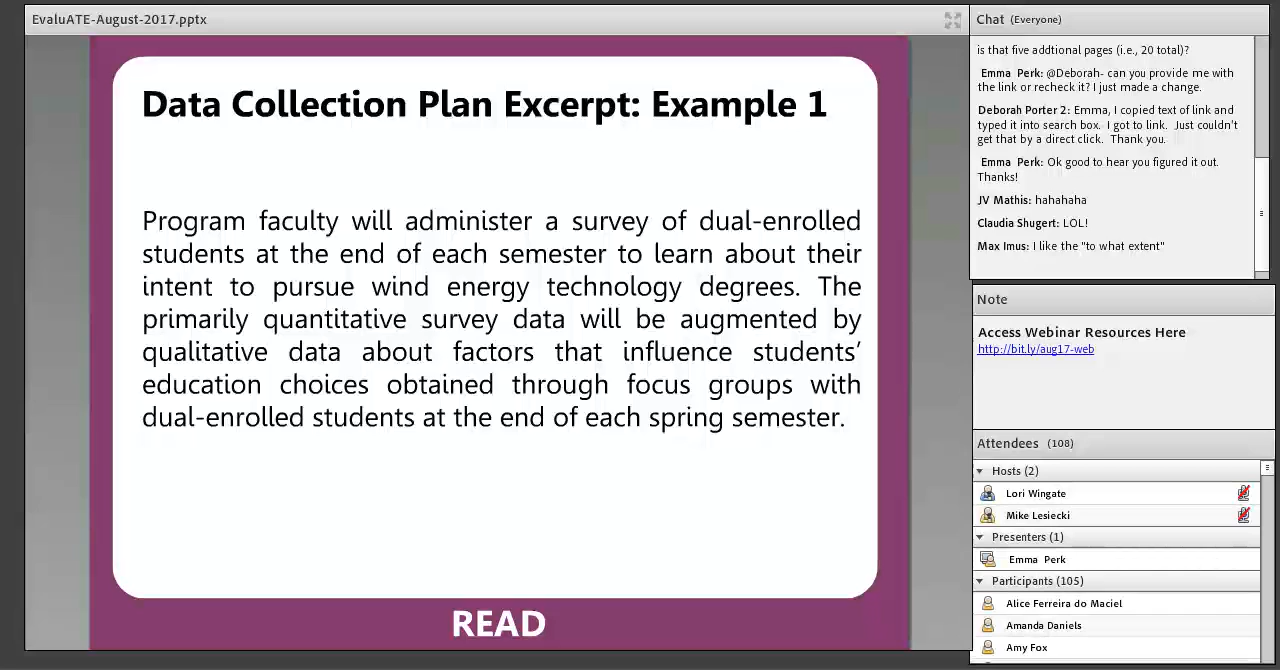 EvaluATE-August-2017.pptx
Data Collection Plan Excerpt: Example 1
Program faculty will administer a survey of dual-enrolled
students at the end of each semester to learn about their
intent to pursue wind energy technology degrees. The
primarily quantitative survey data will be augmented by
qualitative data about factors that influence students’
education choices obtained through focus groups with
dual-enrolled students at the end of each spring semester.
READ
Chat (Everyone)
is that five addtional pages (i.e., 20 total)?
Emma Perk: @Deborah- can you provide me with
the link or recheck it? I just made a change.
Deborah Porter 2: Emma, I copied text of link and
typed it into search box. I got to link. Just couldn't
get that by a direct click. Thank you.
Emma Perk: Ok good to hear you figured it out.
Thanks!
JV Mathis: hahahaha
Claudia Shugert: LOL!
Max Imus: I like the "to what extent"
Note
Access Webinar Resources Here
http://bit.ly/aug17-web
Attendees (108)
Hosts (2)
Lori Wingate
Mike Lesiecki
Presenters (1)
Emma Perk
Participants (105)
Alice Ferreira do Maciel
Amanda Daniels
Amy Fox